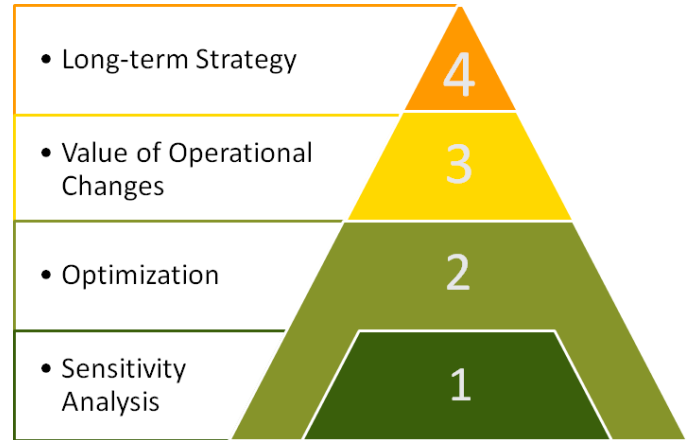 • Long-term Strategy
4
• Value of Operational
Changes
3
• Optimization
2
• Sensitivity
Analysis
1